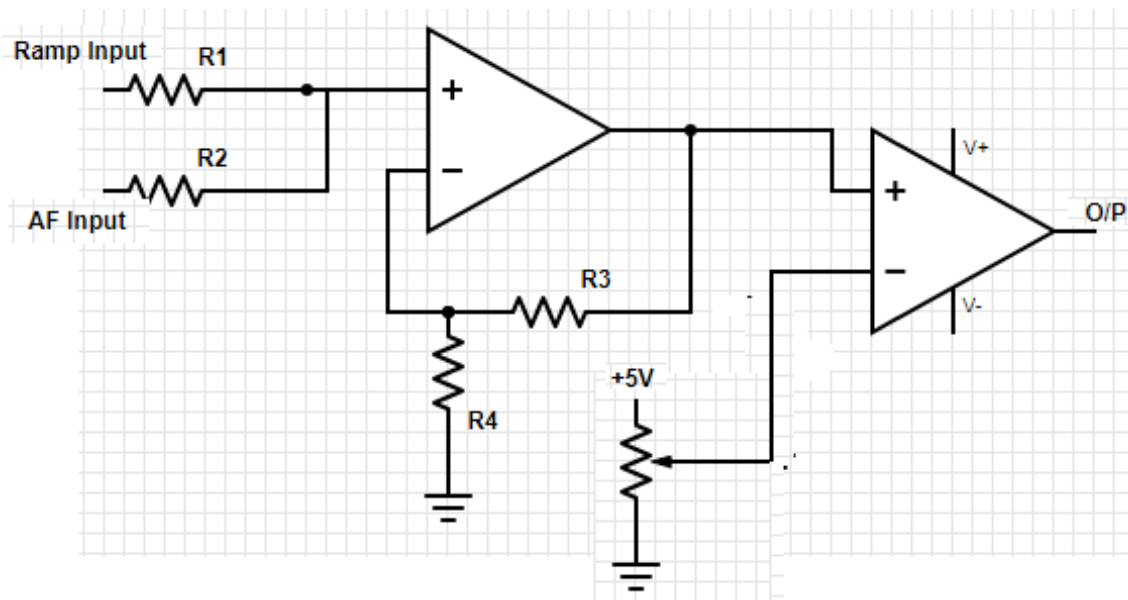 Ramp Input
R1
+
R2
−
AF Input
V+
+
O/P
−
R3
V-
+5V
R4